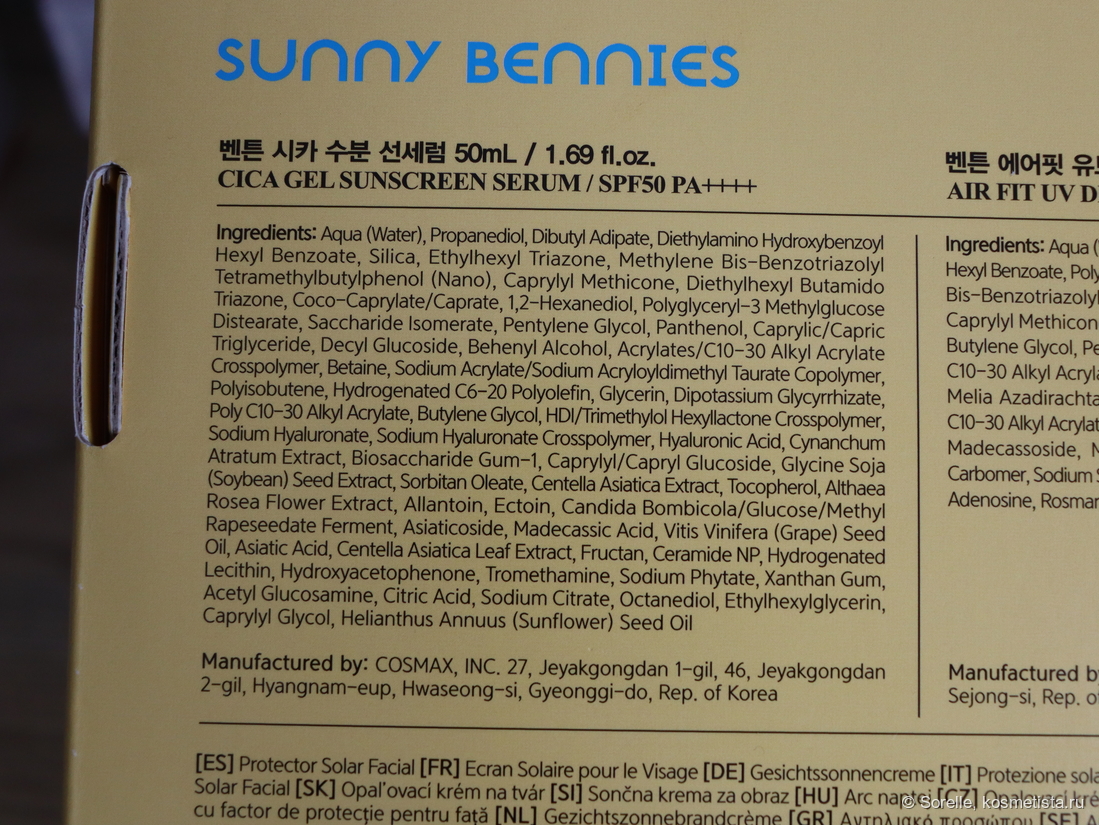 SUNNY BENNIES
벤튼 시카 수분 선세럼 50mL / 1.69 fl.oz.
CICA GEL SUNSCREEN SERUM / SPF50 PA++++
Ingredients: Aqua (Water), Propanediol, Dibutyl Adipate, Diethylamino Hydroxybenzoyl
Hexyl Benzoate, Silica, Ethylhexyl Triazone, Methylene Bis-Benzotriazolyl
Tetramethylbutylphenol (Nano), Caprylyl Methicone, Diethylhexyl Butamido
Triazone, Coco-Caprylate/Caprate, 1,2-Hexanediol, Polyglyceryl-3 Methylglucose
Distearate, Saccharide Isomerate, Pentylene Glycol, Panthenol, Caprylic/Capric
Triglyceride, Decyl Glucoside, Behenyl Alcohol, Acrylates/C10-30 Alkyl Acrylate
Crosspolymer, Betaine, Sodium Acrylate/Sodium Acryloyldimethyl Taurate Copolymer,
Polyisobutene, Hydrogenated C6-20 Polyolefin, Glycerin, Dipotassium Glycyrrhizate,
Poly C10-30 Alkyl Acrylate, Butylene Glycol, HDI/Trimethylol Hexyllactone Crosspolymer,
Sodium Hyaluronate, Sodium Hyaluronate Crosspolymer, Hyaluronic Acid, Cynanchum
Atratum Extract, Biosaccharide Gum-1, Caprylyl/Capryl Glucoside, Glycine Soja
(Soybean) Seed Extract, Sorbitan Oleate, Centella Asiatica Extract, Tocopherol, Althaea
Rosea Flower Extract, Allantoin, Ectoin, Candida Bombicola/Glucose/Methyl
Rapeseedate Ferment, Asiaticoside, Madecassic Acid, Vitis Vinifera (Grape) Seed
Oil, Asiatic Acid, Centella Asiatica Leaf Extract, Fructan, Ceramide NP, Hydrogenated
Lecithin, Hydroxyacetophenone, Tromethamine, Sodium Phytate, Xanthan Gum,
Acetyl Glucosamine, Citric Acid, Sodium Citrate, Octanediol, Ethylhexylglycerin,
Caprylyl Glycol, Helianthus Annuus (Sunflower) Seed Oil
Manufactured by: COSMAX, INC. 27, Jeyakgongdan 1-gil, 46, Jeyakgongdan
2-gil, Hyangnam-eup, Hwaseong-si, Gyeonggi-do, Rep. of Korea
벤튼 에어핏
AIR FIT UV
Ingredients: Aqua
Hexyl Benzoate,
Bis-Benzotriazolyl
Caprylyl
Butylene Glycol,
C10-30
Melia Azadirachta
C10-30
Madecassoside,
Carbomer, Sodium
Adenosine,
Manufactured
Sejong-si, Rep.
[ES] Protector Solar Facial [FR] Ecran Solaire pour le Visage [DE] Gesichtssonnencreme [IT] Protezione
Solar Facial [SK] Opaľovací krém na tvár [SI] Sončna krema za obraz [HU] Arc [CZ] Opalovací
cu factor de protecție pentru față [NL] Gezichtszonnebrandcrème [GR] Αντηλιακό προσώπου [SE]
© Sorelle, kosmetista.ru